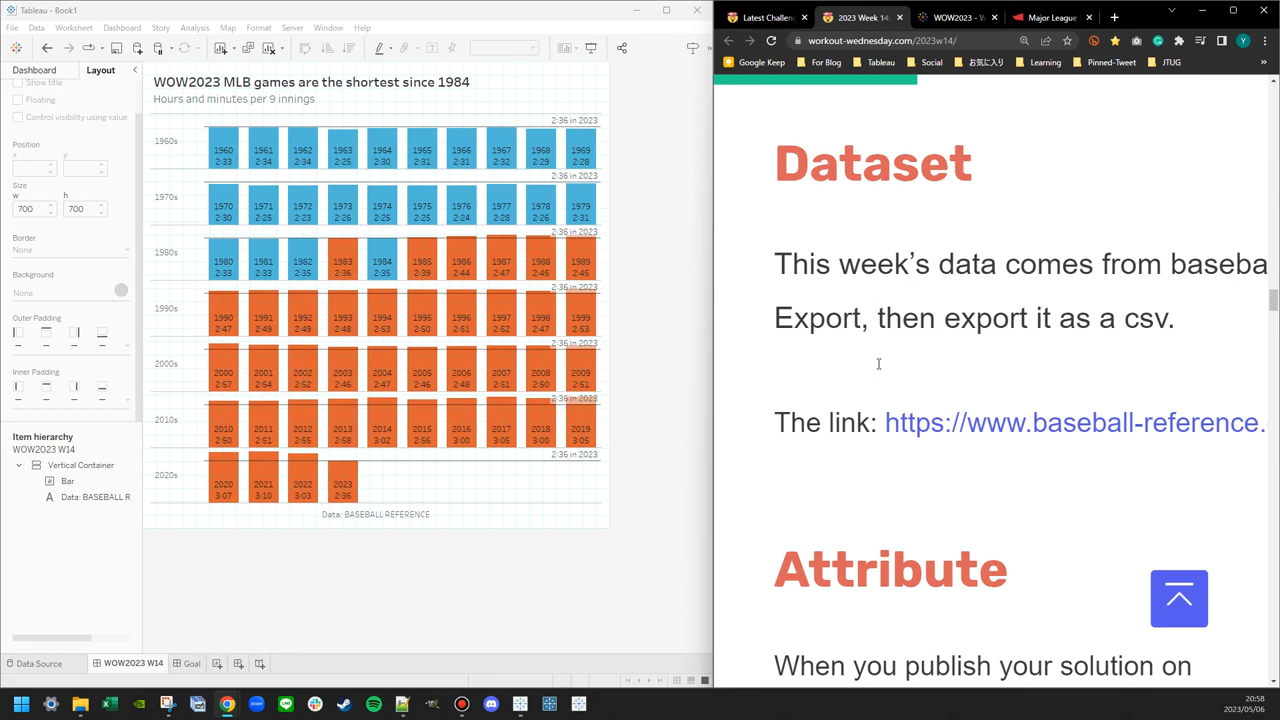 Tableau - Book1
File Data Worksheet Dashboard Story Analysis Map Format Server Window Help
Dashboard Layout
Show title
Floating
Control visibility using value
Position
x y
Size
w h
700 700
Border
None
Background
None
Outer Padding
Inner Padding
Item hierarchy
WOW2023 W14
Vertical Container
Bar
Data: BASEBALL R
WOW2023 MLB games are the shortest since 1984
Hours and minutes per 9 innings
2:36 in 2023
1960s
1960 1961 1962 1963 1964 1965 1966 1967 1968 1969
2:33 2:34 2:34 2:25 2:30 2:31 2:31 2:32 2:29 2:28
2:36 in 2023
1970s
1970 1971 1972 1973 1974 1975 1976 1977 1978 1979
2:30 2:25 2:23 2:26 2:25 2:25 2:24 2:28 2:26 2:31
2:36 in 2023
1980s
1980 1981 1982 1983 1984 1985 1986 1987 1988 1989
2:33 2:33 2:35 2:36 2:35 2:39 2:44 2:47 2:45 2:45
2:36 in 2023
1990s
1990 1991 1992 1993 1994 1995 1996 1997 1998 1999
2:47 2:49 2:49 2:48 2:53 2:52 2:51 2:52 2:47 2:53
2:36 in 2023
2000s
2000 2001 2002 2003 2004 2005 2006 2007 2008 2009
2:57 2:54 2:52 2:46 2:47 2:46 2:48 2:51 2:50 2:51
2:36 in 2023
2010s
2010 2011 2012 2013 2014 2015 2016 2017 2018 2019
2:50 2:51 2:55 2:58 3:02 2:56 3:00 3:05 3:00 3:05
2:36 in 2023
2020s
2020 2021 2022 2023
3:07 3:10 3:03 2:36
Data: BASEBALL REFERENCE
Data Source WOW2023 W14 Goal
Latest Challen 2023 Week 14 WOW2023 - W Major League
workout-wednesday.com/2023w14/
Google Keep For Blog Tableau Social お気に入り Learning Pinned-Tweet JTUG
Dataset
This week's data comes from baseba
Export, then export it as a csv.
The link: https://www.baseball-reference.
Attribute
When you publish your solution on
20:58
2023/05/06